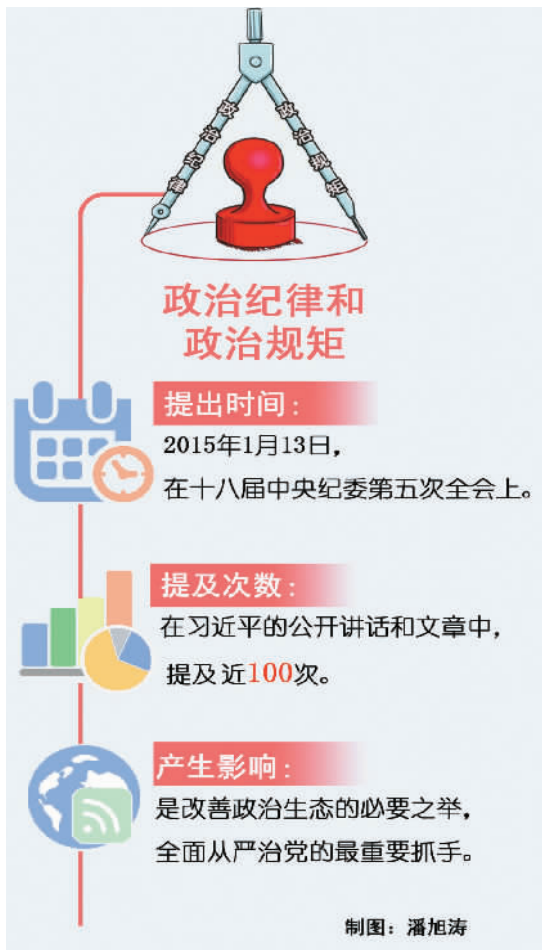 政治纪律
政治规矩
政治纪律和
政治规矩
提出时间：
2015年1月13日，
在十八届中央纪委第五次全会上。
提及次数：
在习近平的公开讲话和文章中，
提及近100次。
产生影响：
是改善政治生态的必要之举，
全面从严治党的最重要抓手。
制图：潘旭涛